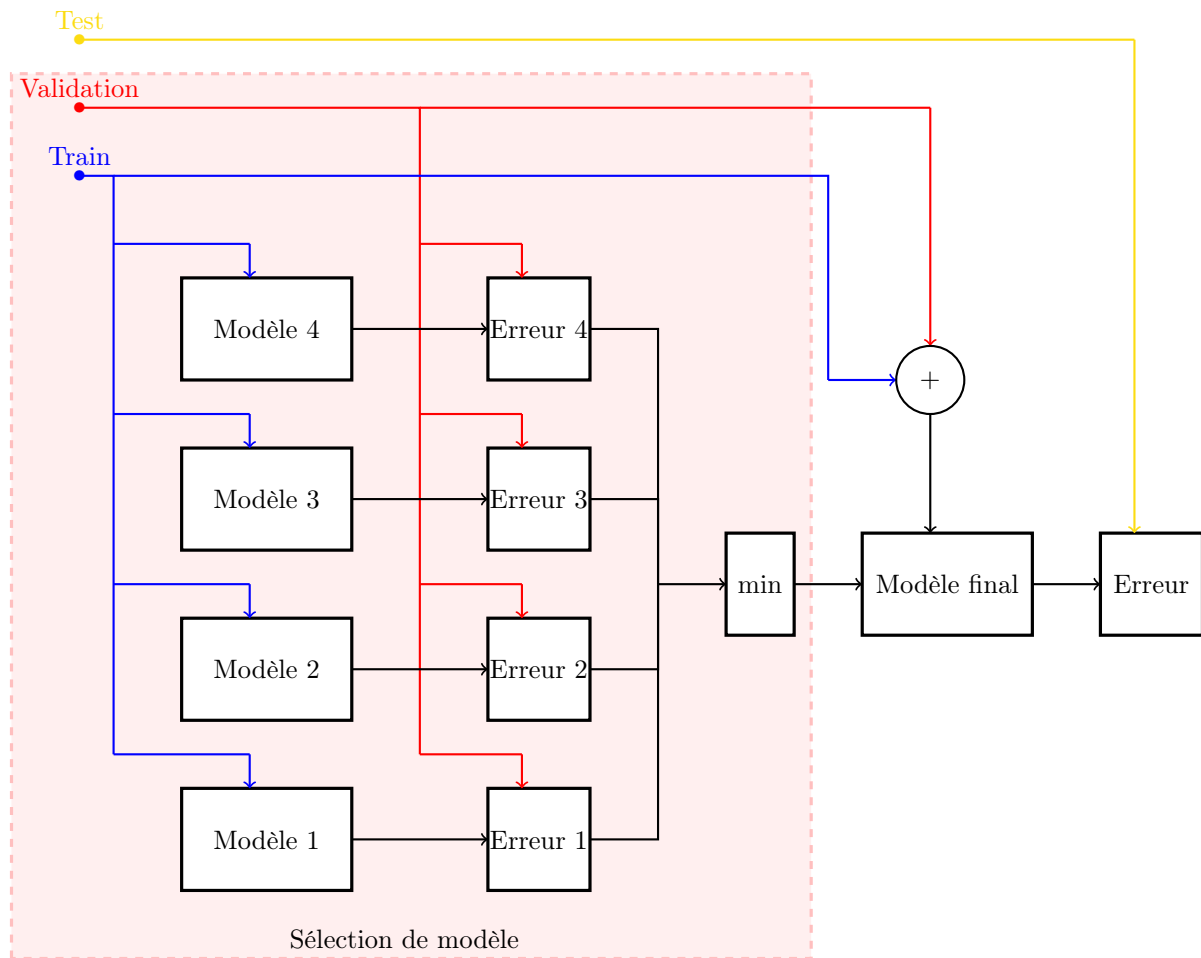 Test
Validation
Train
Modèle 4
Erreur 4
+
Modèle 3
Erreur 3
min
Modèle final
Erreur
Modèle 2
Erreur 2
Modèle 1
Erreur 1
Sélection de modèle